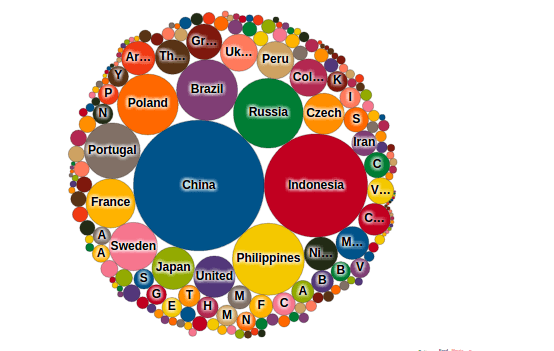 Gr...
Ar...
Th...
Uk...
Peru
Y
Col...
K
P
Brazil
I
Poland
N
Russia
Czech
S
Iran
Portugal
C
China
Indonesia
V...
France
C...
A
Sweden
M...
A
Ni...
Philippines
Japan
V
B
United
S
B
A
G
T
M
E
H
F
C
M
N